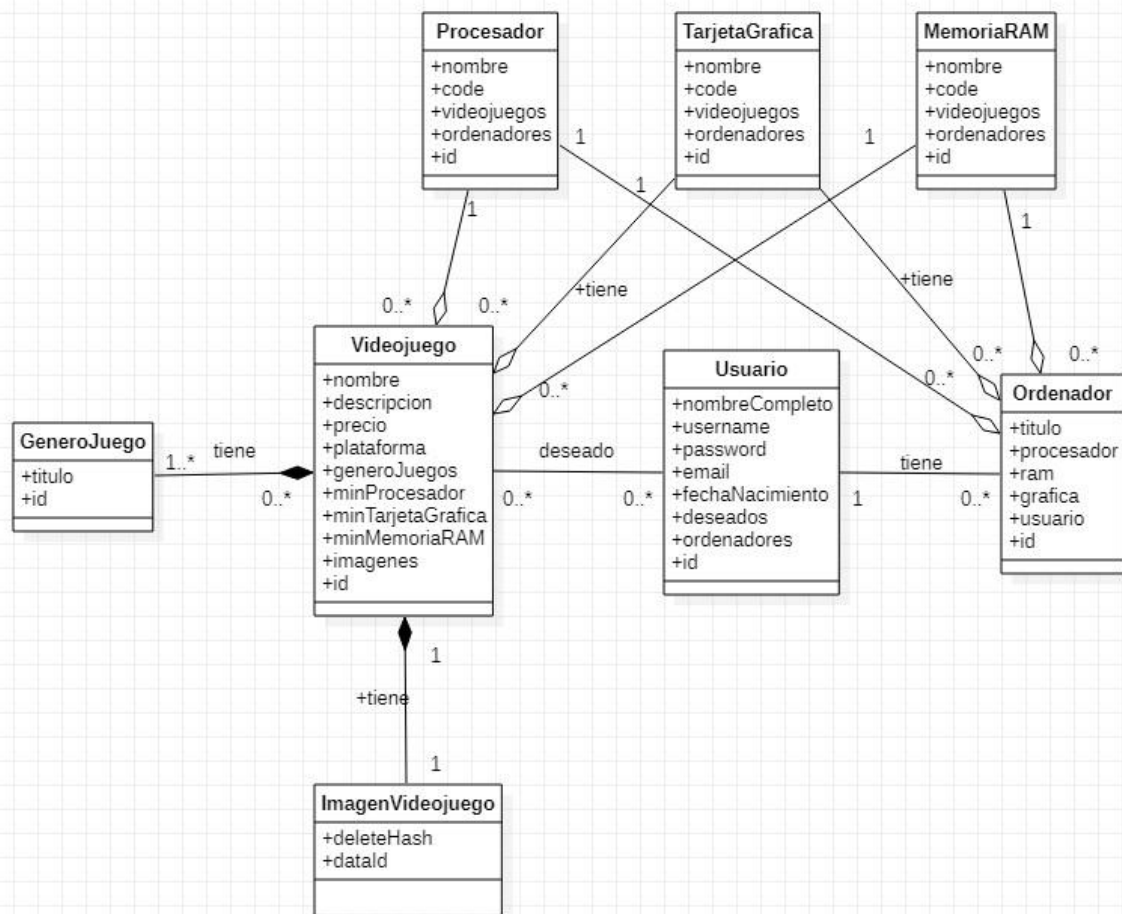 Procesador
+nombre
+code
+videojuegos
+ordenadores
+id
TarjetaGrafica
+nombre
+code
+videojuegos
+ordenadores
+id
MemoriaRAM
+nombre
+code
+videojuegos
+ordenadores
+id
1
1
1
1
1
+tiene
+tiene
0..*
0..*
0..*
0..*
0..*
0..*
Videojuego
+nombre
+descripcion
+precio
+plataforma
+generoJuegos
+minProcesador
+minTarjetaGrafica
+minMemoriaRAM
+imagenes
+id
Usuario
+nombreCompleto
+username
+password
+email
+fechaNacimiento
+deseados
+ordenadores
+id
Ordenador
+titulo
+procesador
+ram
+grafica
+usuario
+id
GeneroJuego
+titulo
+id
1..*
tiene
0..*
deseado
0..*
0..*
tiene
1
0..*
1
+tiene
1
ImagenVideojuego
+deleteHash
+dataId